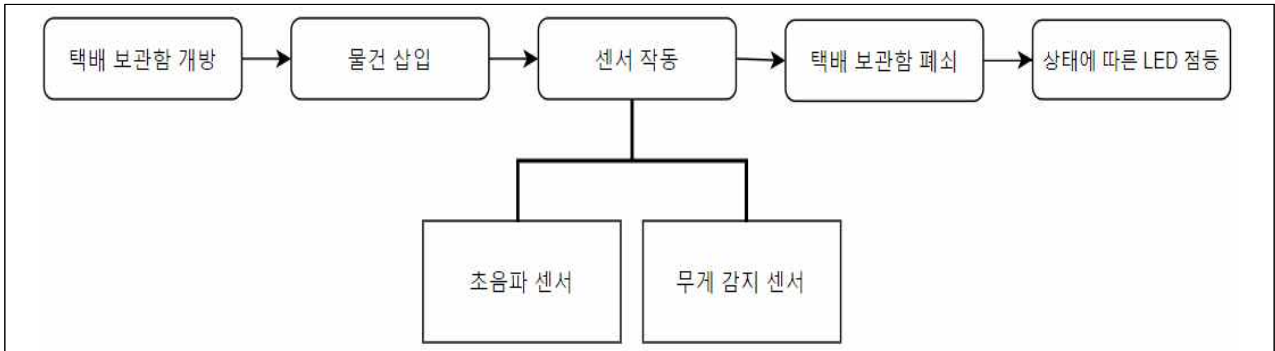 택배 보관함 개방
물건 삽입
센서 작동
택배 보관함 폐쇠
상태에 따른 LED 점등
초음파 센서
무게 감지 센서